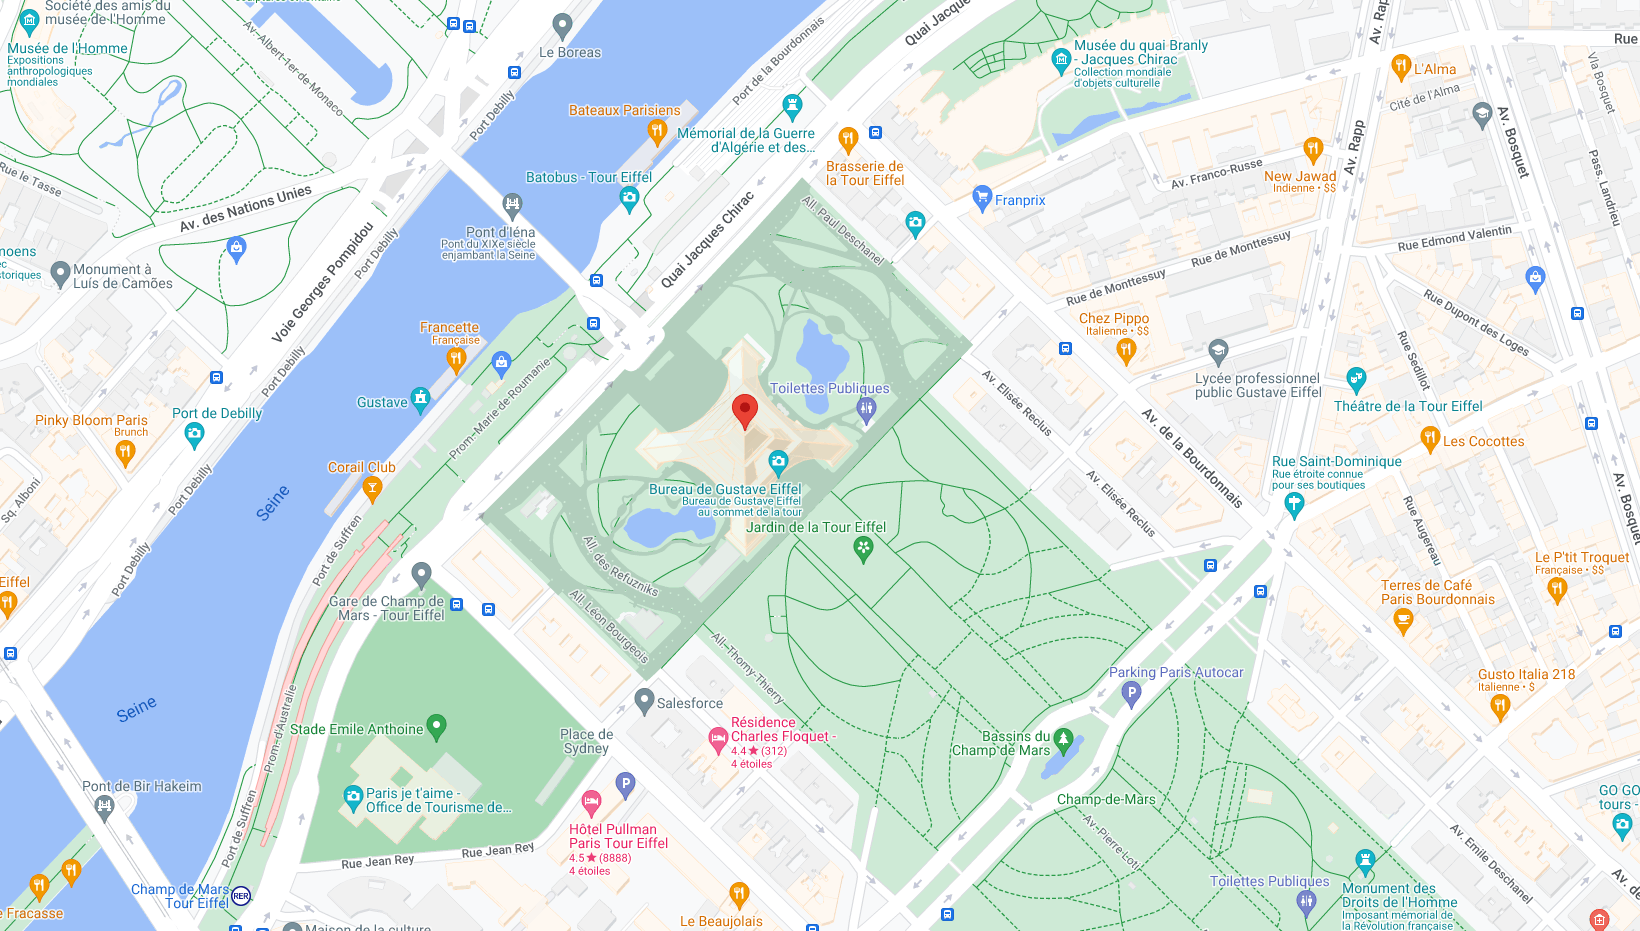 Société des amis du
musée de l'Homme
Musée de l'Homme
Expositions
anthropologiques
mondiales
Av.-Albert-1er-de-Monaco
Le Boreas
Port Debilly
Port de la Bourdonnais
Quai Jacques Chirac
Musée du quai Branly
- Jacques Chirac
Collection mondiale
d'objets culturelle
Av. Rapp
Rue
L'Alma
Cité de l'Alma
Vla Bosquet
Av. Bosquet
Pass. Landrieu
Bateaux Parisiens
Mémorial de la Guerre
d'Algérie et des...
Brasserie de
la Tour Eiffel
Batobus - Tour Eiffel
Franprix
Av. Franco-Russe
New Jawad
Indienne • $$
Av. Rapp
Rue le Tasse
Av. des Nations Unies
Pont d'Iéna
Pont du XIXe siècle
enjambant la Seine
Quai Jacques Chirac
All. Paul Deschanel
Rue de Monttessuy
Rue de Monttessuy
Rue Edmond Valentin
moens
ec
storiques
Monument à
Luís de Camões
Voie Georges Pompidou
Port Debilly
Port Debilly
Francette
Française
Chez Pippo
Italienne • $$
Rue Dupont des Loges
Rue Sedillot
Lycée professionnel
public Gustave Eiffel
Théâtre de la Tour Eiffel
Toilettes Publiques
Av. Elisée Reclus
Av. de la Bourdonnais
Les Cocottes
Gustave
Prom-Marie de Roumanie
Pinky Bloom Paris
Brunch
Port de Debilly
Corail Club
Bureau de Gustave Eiffel
Bureau de Gustave Eiffel
au sommet de la tour
Jardin de la Tour Eiffel
Av. Elisée Reclus
Rue Saint-Dominique
Rue étroite connue
pour ses boutiques
Av. Bosquet
Rue Augereau
Sq. Alboni
Port Debilly
Seine
Port Debilly
Port de Suffren
All. des Refuzniks
All. Léon Bourgeois
Eiffel
Gare de Champ de
Mars - Tour Eiffel
Le P'tit Troquet
Française • $$
Terres de Café
Paris Bourdonnais
All.-Thomy-Thierry
Parking Paris Autocar
Gusto Italia 218
Italienne • $
Seine
Prom-d'Australie
Stade Emile Anthoine
Salesforce
Place de
Sydney
Résidence
Charles Floquet -
4.4★(312)
4 étoiles
Bassins du
Champ de Mars
Champ-de-Mars
Pont de Bir Hakeim
Paris je t'aime -
Office de Tourisme de...
Port de Suffren
Hôtel Pullman
Paris Tour Eiffel
4.5★(8888)
4 étoiles
Av.-Pierre-Loti
GO GO
tours -
Av. Emile Deschanel
Rue Jean Rey
Rue Jean Rey
Champ de Mars
Tour Eiffel
RER
Fracasse
Le Beaujolais
Toilettes Publiques
Monument des
Droits de l'Homme
Imposant mémorial de
la Révolution française
Av. de
Maison de la culture
P
P